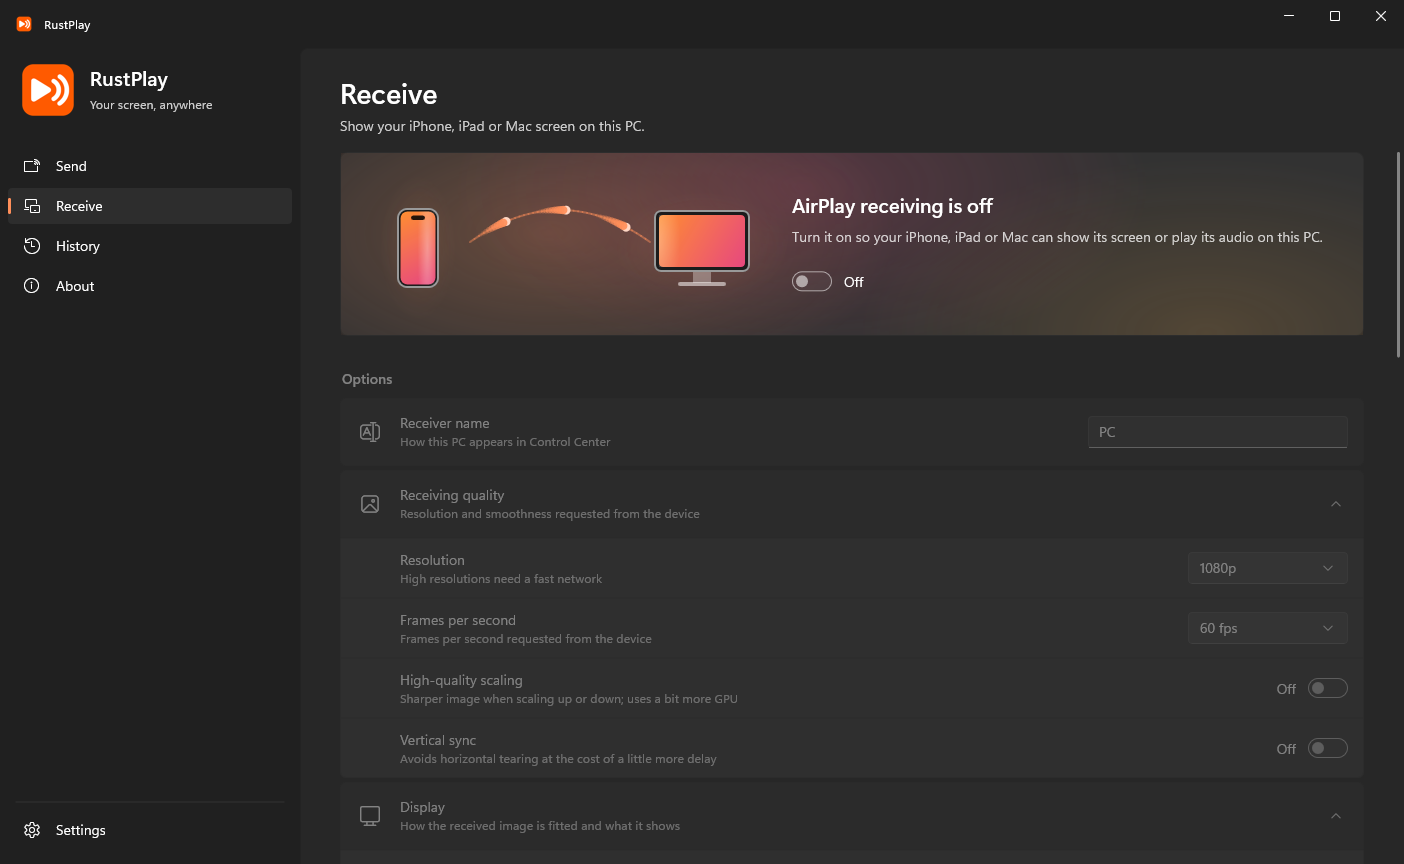 RustPlay
RustPlay
Your screen, anywhere
Send
Receive
History
About
Settings
Receive
Show your iPhone, iPad or Mac screen on this PC.
AirPlay receiving is off
Turn it on so your iPhone, iPad or Mac can show its screen or play its audio on this PC.
Off
Options
Receiver name
How this PC appears in Control Center
PC
Receiving quality
Resolution and smoothness requested from the device
Resolution
High resolutions need a fast network
1080p
Frames per second
Frames per second requested from the device
60 fps
High-quality scaling
Sharper image when scaling up or down; uses a bit more GPU
Off
Vertical sync
Avoids horizontal tearing at the cost of a little more delay
Off
Display
How the received image is fitted and what it shows